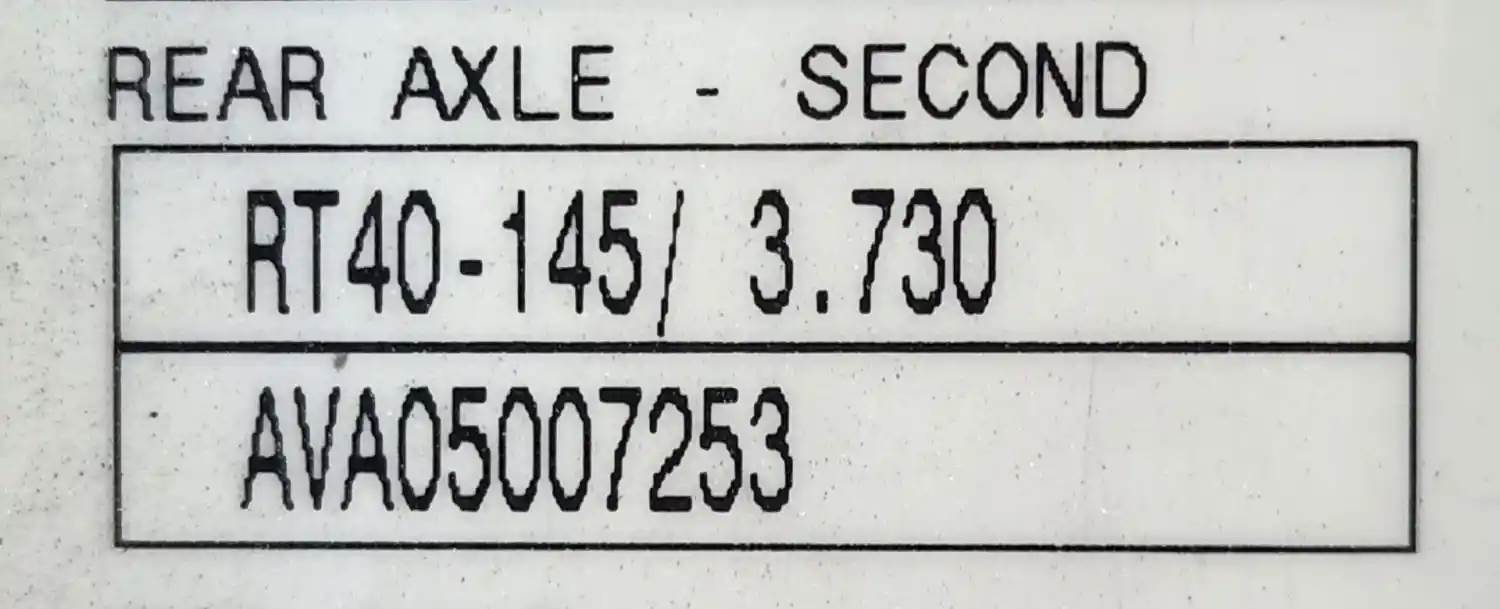 REAR AXLE - SECOND
RT40-145/ 3.730
AVA05007253